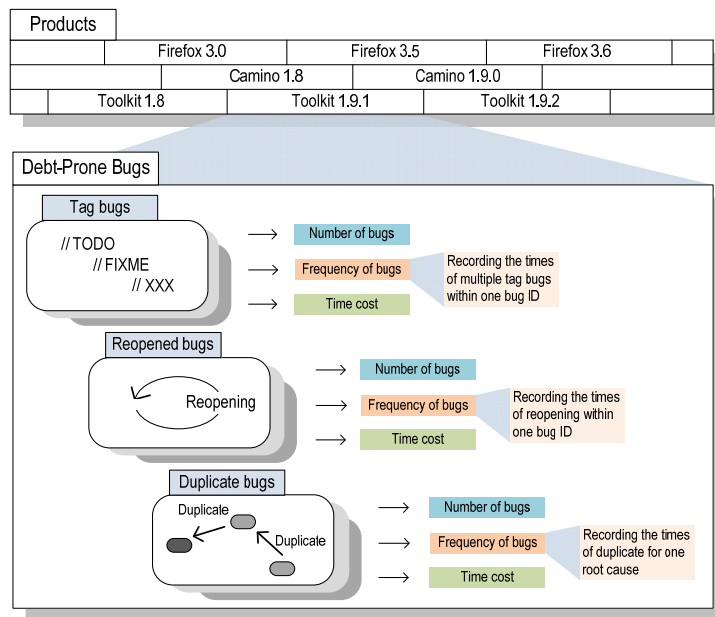 Products
Firefox 3.0
Firefox 3.5
Firefox 3.6
Camino 1.8
Camino 1.9.0
Toolkit 1.8
Toolkit 1.9.1
Toolkit 1.9.2
Debt-Prone Bugs
Tag bugs
// TODO
// FIXME
// XXX
Number of bugs
Frequency of bugs
Time cost
Recording the times
of multiple tag bugs
within one bug ID
Reopened bugs
Reopening
Number of bugs
Frequency of bugs
Time cost
Recording the times
of reopening within
one bug ID
Duplicate bugs
Duplicate
Duplicate
Number of bugs
Frequency of bugs
Time cost
Recording the times
of duplicate for one
root cause